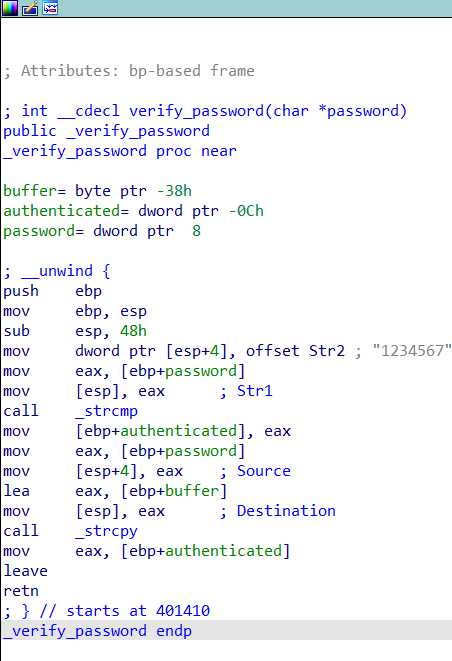 ; Attributes: bp-based frame
; int __cdecl verify_password(char *password)
public _verify_password
_verify_password proc near
buffer= byte ptr -38h
authenticated= dword ptr -0Ch
password= dword ptr  8
; __unwind {
push    ebp
mov     ebp, esp
sub     esp, 48h
mov     dword ptr [esp+4], offset Str2 ; "1234567"
mov     eax, [ebp+password]
mov     [esp], eax      ; Str1
call    _strcmp
mov     [ebp+authenticated], eax
mov     eax, [ebp+password]
mov     [esp+4], eax    ; Source
lea     eax, [ebp+buffer]
mov     [esp], eax      ; Destination
call    _strcpy
mov     eax, [ebp+authenticated]
leave
retn
; } // starts at 401410
_verify_password endp